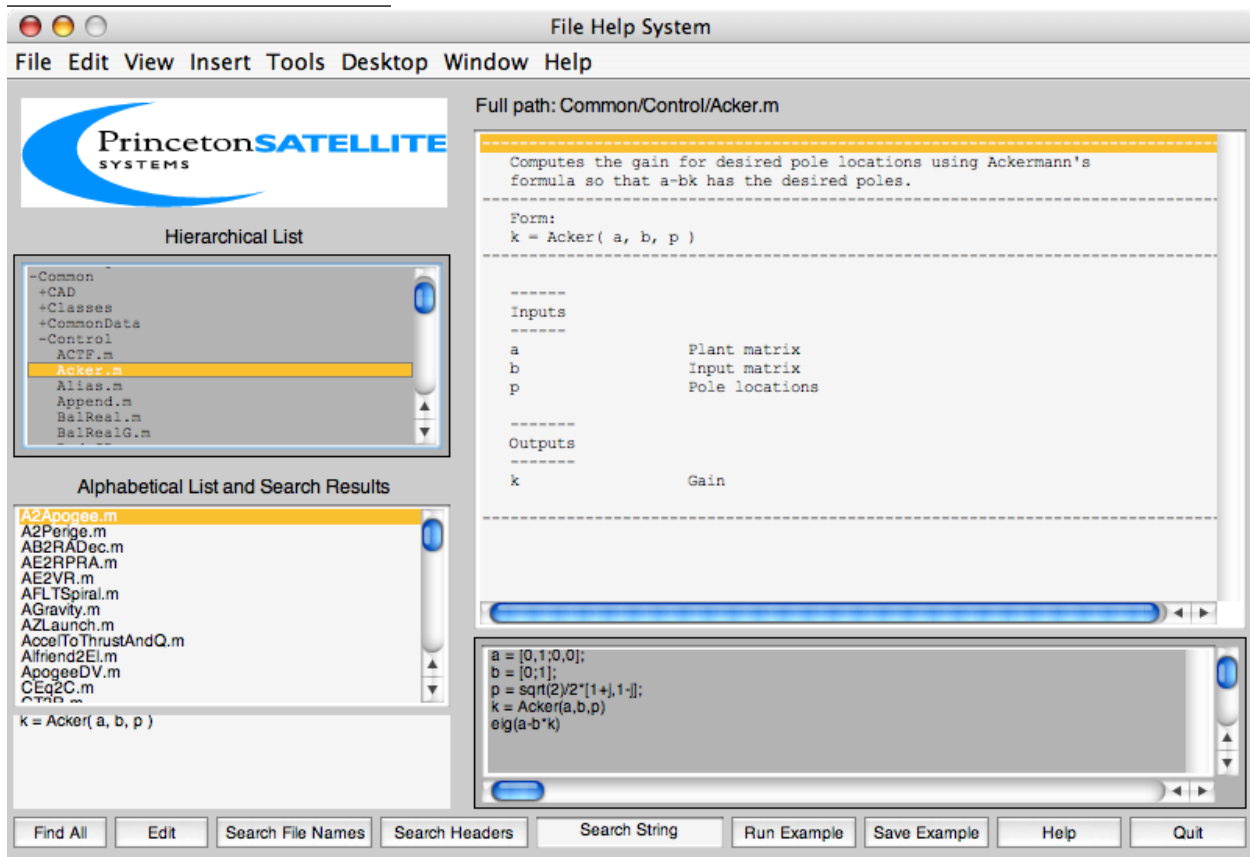 File Help System
File Edit View Insert Tools Desktop Window Help
PrincetonSATELLITE
SYSTEMS
Hierarchical List
-Common
+CAD
+Classes
+CommonData
-Control
ACTF.m
Acker.m
Alias.m
Append.m
BalReal.m
BalRealG.m
Alphabetical List and Search Results
A2Apogee.m
A2Perige.m
AB2RADec.m
AE2RPRA.m
AE2VR.m
AFLTSpiral.m
AGravity.m
AZLaunch.m
AccelToThrustAndQ.m
Alfriend2El.m
ApogeeDV.m
CEq2C.m
k = Acker( a, b, p )
Full path: Common/Control/Acker.m
--------------------------------------------------------------------------------
Computes the gain for desired pole locations using Ackermann's
formula so that a-bk has the desired poles.
--------------------------------------------------------------------------------
Form:
k = Acker( a, b, p )
--------------------------------------------------------------------------------
------
Inputs
------
a Plant matrix
b Input matrix
p Pole locations
-------
Outputs
-------
k Gain
--------------------------------------------------------------------------------
a = [0,1;0,0];
b = [0;1];
p = sqrt(2)/2*[1+j,1-j];
k = Acker(a,b,p)
eig(a-b*k)
Find All Edit Search File Names Search Headers Search String Run Example Save Example Help Quit